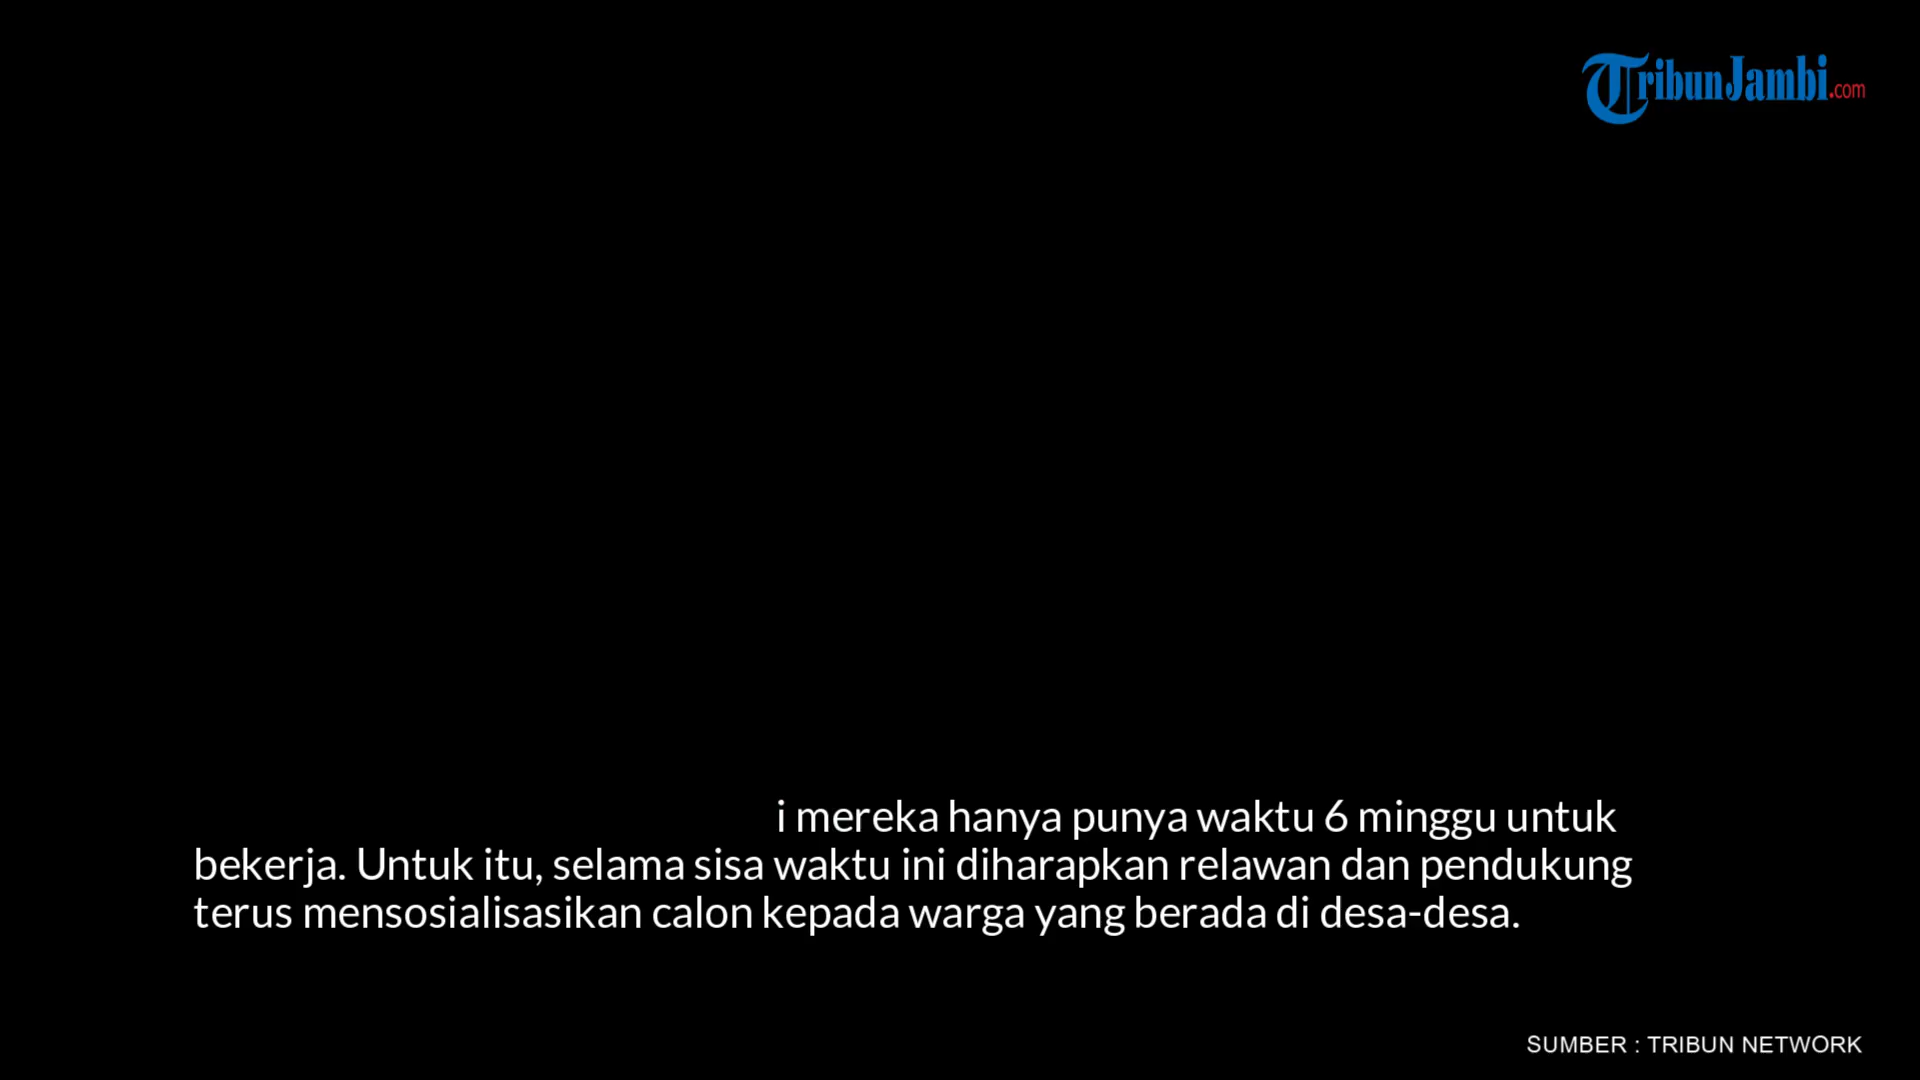 TribunJambi.com
i mereka hanya punya waktu 6 minggu untuk
bekerja. Untuk itu, selama sisa waktu ini diharapkan relawan dan pendukung
terus mensosialisasikan calon kepada warga yang berada di desa-desa.
SUMBER : TRIBUN NETWORK